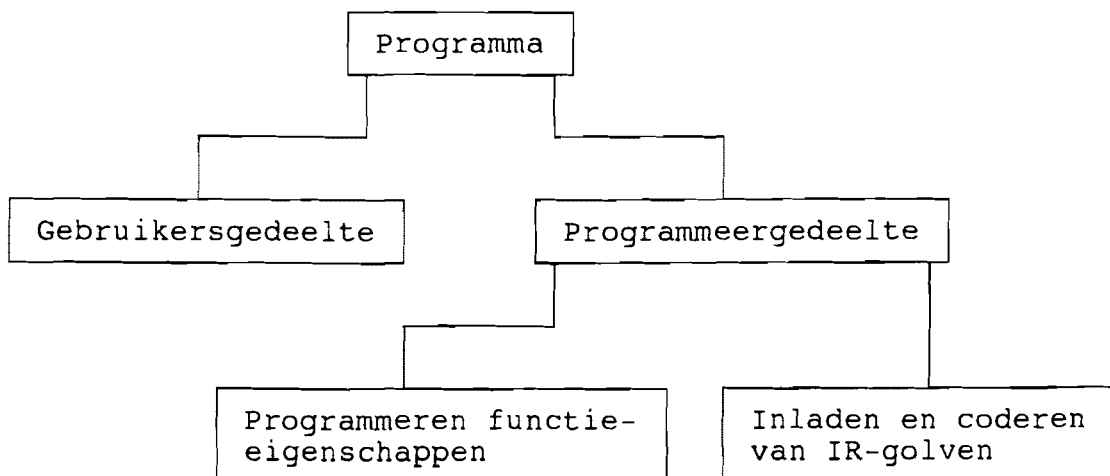 Programma
Gebruikersgedeelte
Programmeergedeelte
Programmeren functie-
eigenschappen
Inladen en coderen
van IR-golven